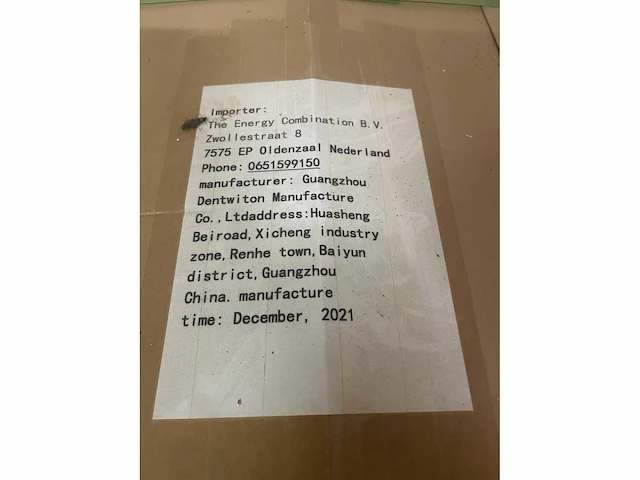 Importer:
The Energy Combination B.V.
Zwollestraat 8
7575 EP Oldenzaal Nederland
Phone: 0651599150
manufacturer: Guangzhou
Dentwiton Manufacture
Co.,Ltdaddress:Huasheng
Beiroad,Xicheng industry
zone,Renhe town,Baiyun
district,Guangzhou
China. manufacture
time: December, 2021